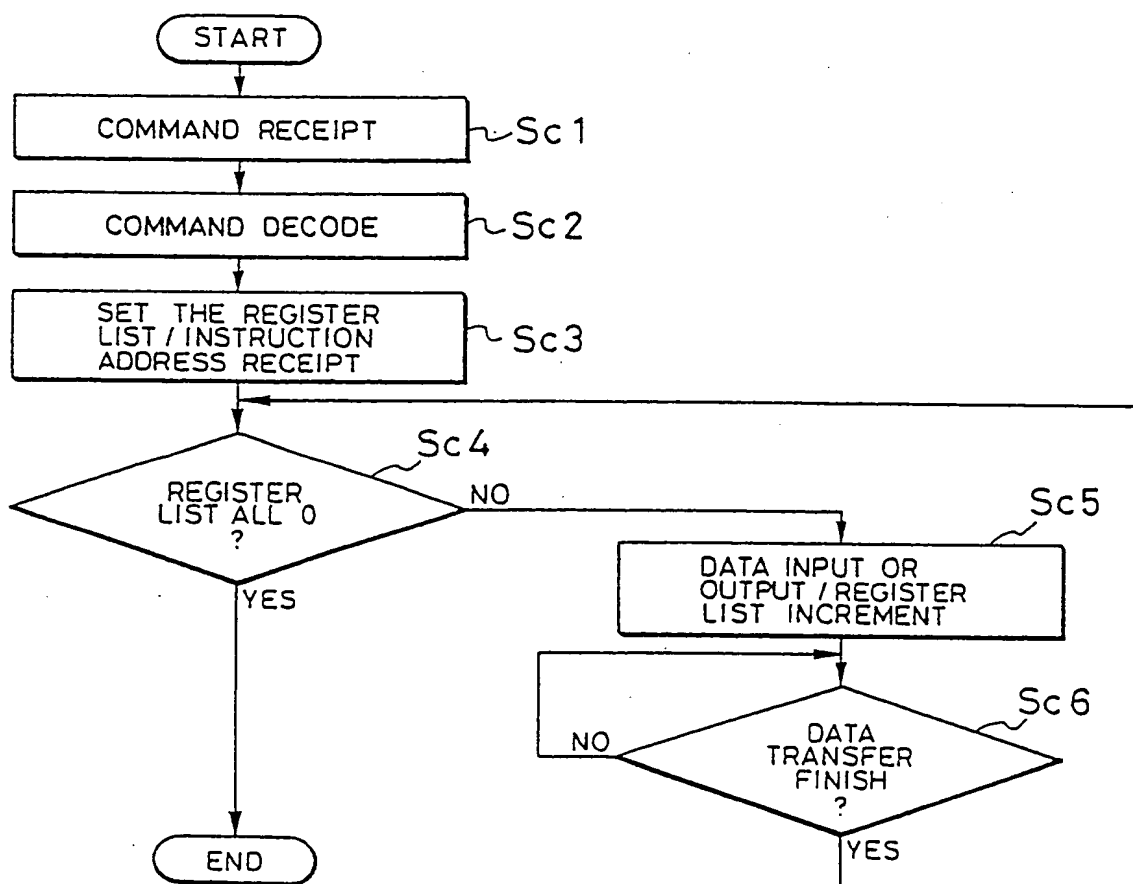 START
COMMAND RECEIPT
Sc1
COMMAND DECODE
Sc2
SET THE REGISTER
LIST / INSTRUCTION
ADDRESS RECEIPT
Sc3
Sc4
REGISTER
LIST ALL 0
?
NO
YES
Sc5
DATA INPUT OR
OUTPUT / REGISTER
LIST INCREMENT
Sc6
DATA
TRANSFER
FINISH
?
NO
YES
END